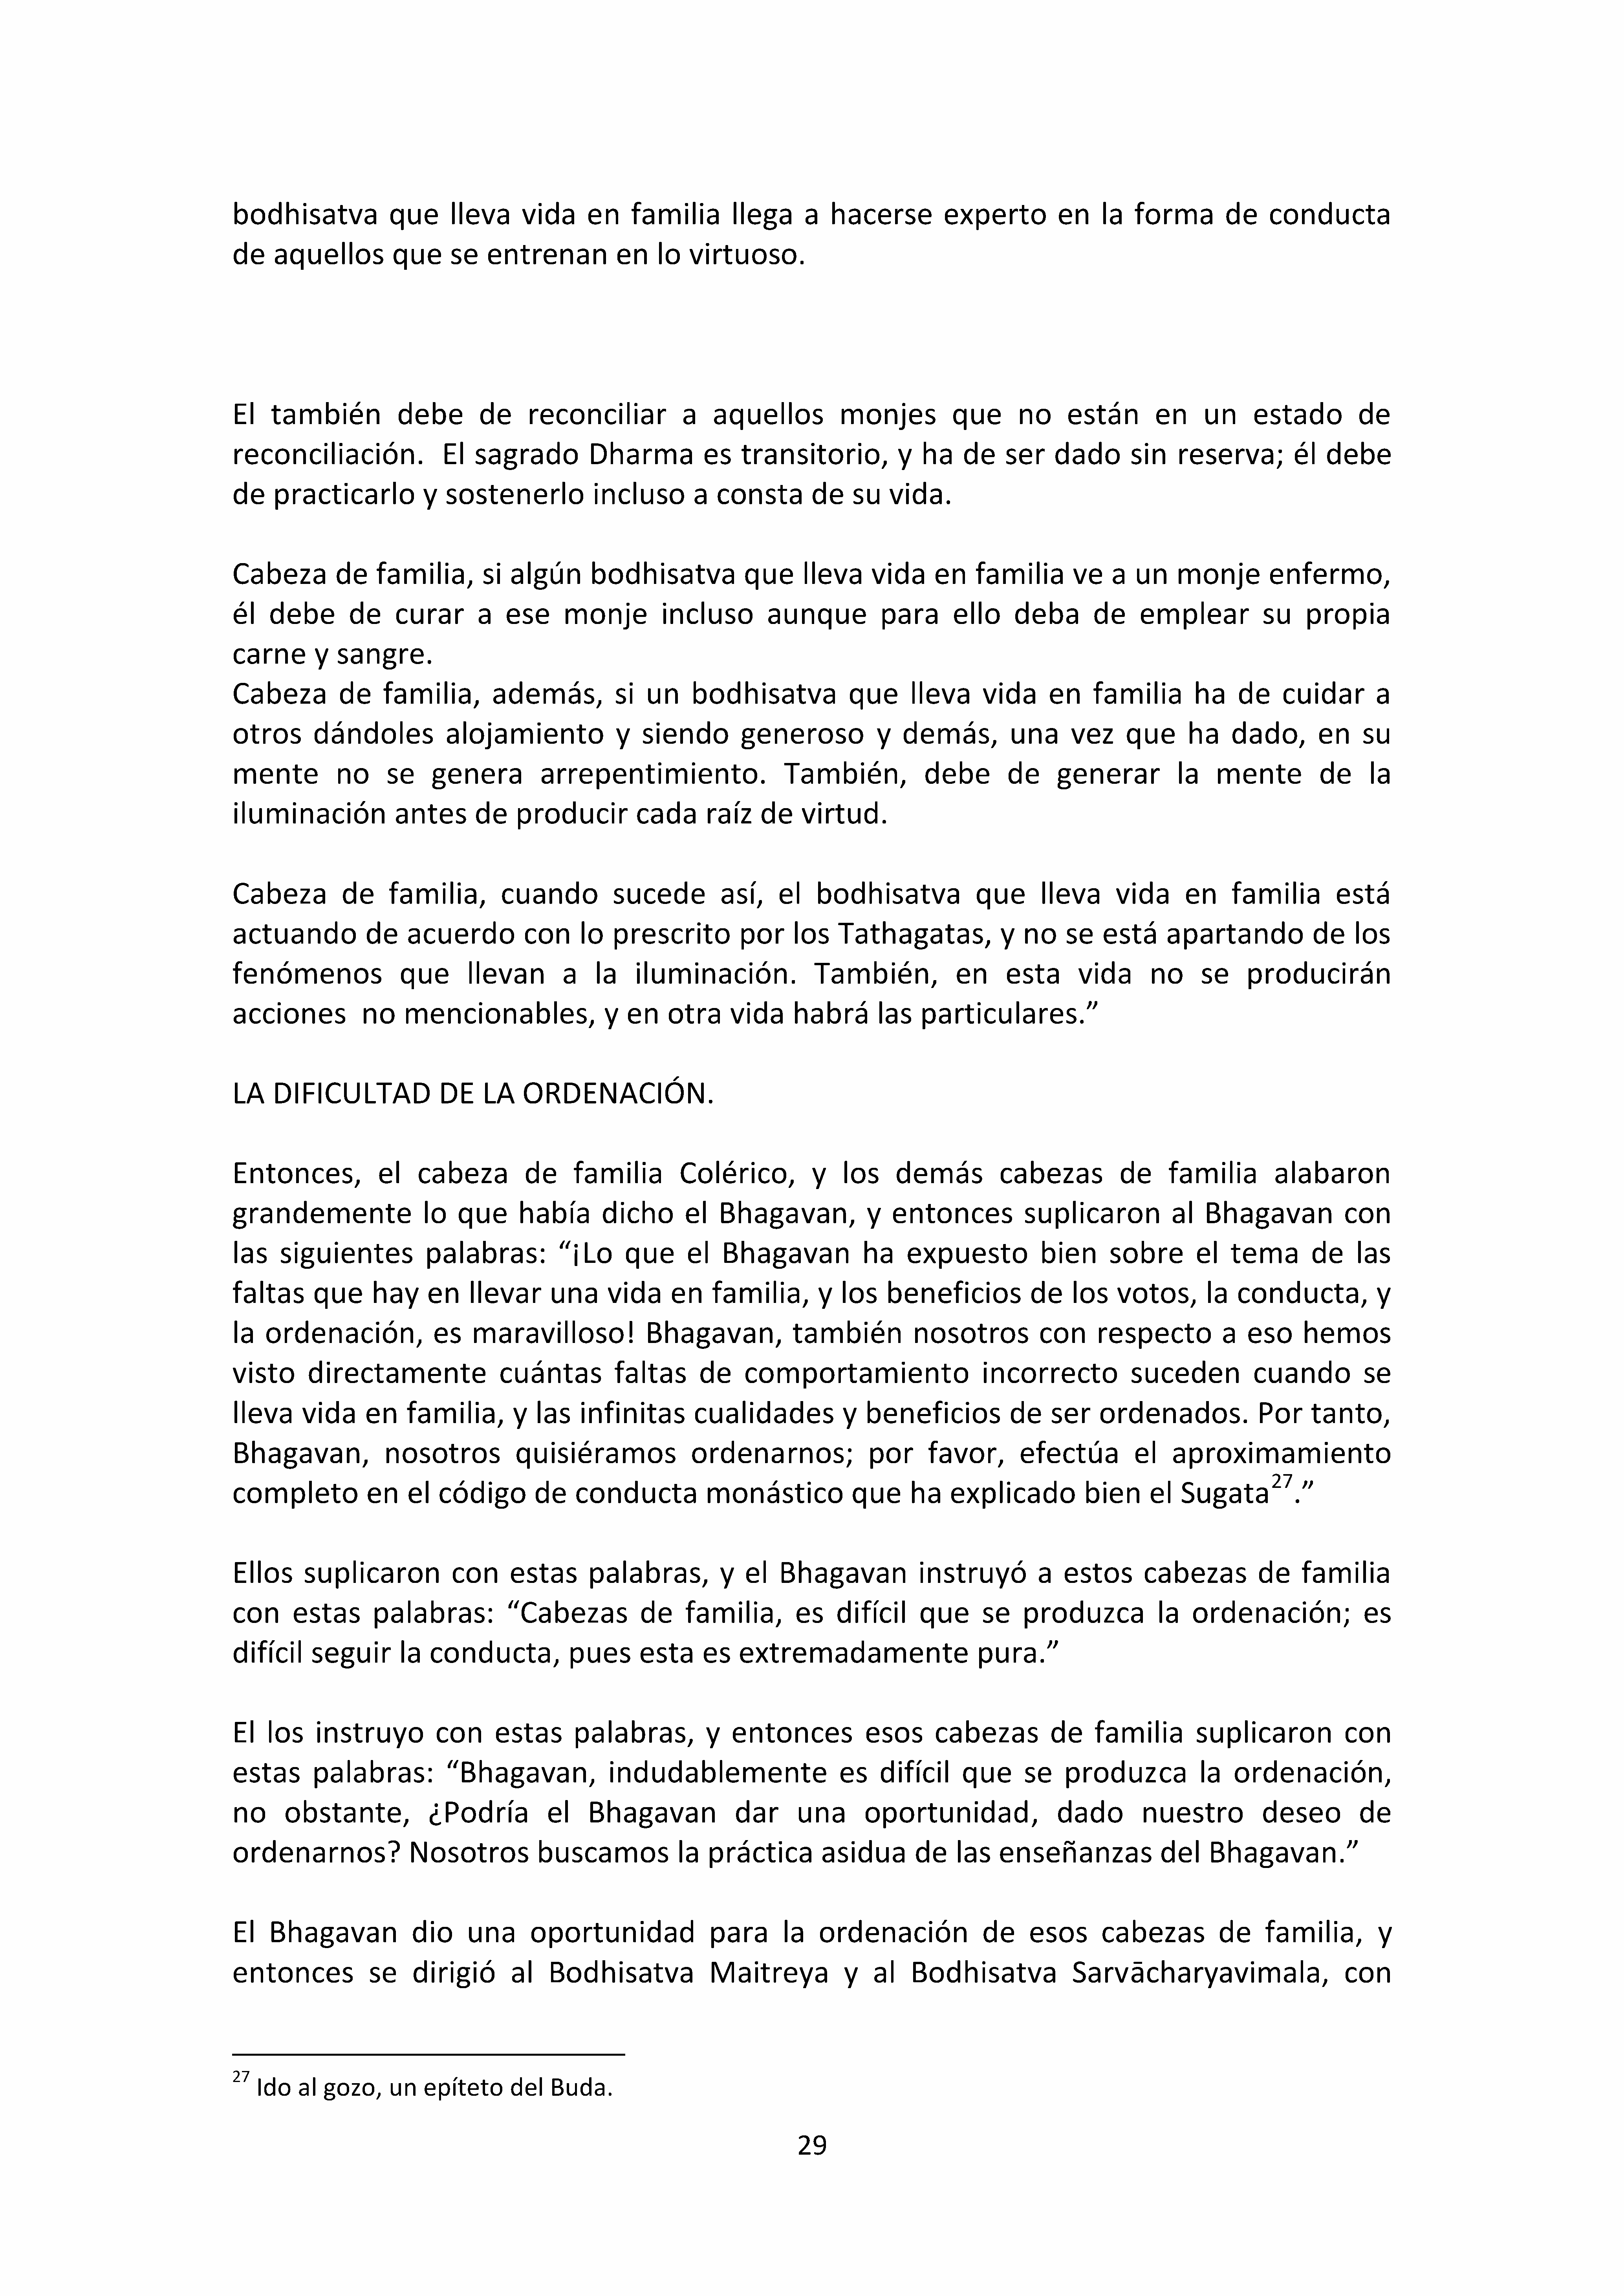 bodhisatva que lleva vida en familia llega a hacerse experto en la forma de conducta
de aquellos que se entrenan en lo virtuoso.
El también debe de reconciliar a aquellos monjes que no están en un estado de
reconciliación.  El sagrado Dharma es transitorio, y ha de ser dado sin reserva; él debe
de practicarlo y sostenerlo incluso a consta de su vida.
Cabeza de familia, si algún bodhisatva que lleva vida en familia ve a un monje enfermo,
él debe de curar a ese monje incluso aunque para ello deba de emplear su propia
carne y sangre.
Cabeza de familia, además, si un bodhisatva que lleva vida en familia ha de cuidar a
otros dándoles alojamiento y siendo generoso y demás, una vez que ha dado, en su
mente no se genera arrepentimiento. También, debe de generar la mente de la
iluminación antes de producir cada raíz de virtud.
Cabeza de familia, cuando sucede así, el bodhisatva que lleva vida en familia está
actuando de acuerdo con lo prescrito por los Tathagatas, y no se está apartando de los
fenómenos que llevan a la iluminación. También, en esta vida no se producirán
acciones  no mencionables, y en otra vida habrá las particulares.”
LA DIFICULTAD DE LA ORDENACIÓN.
Entonces, el cabeza de familia Colérico, y los demás cabezas de familia alabaron
grandemente lo que había dicho el Bhagavan, y entonces suplicaron al Bhagavan con
las siguientes palabras: “¡Lo que el Bhagavan ha expuesto bien sobre el tema de las
faltas que hay en llevar una vida en familia, y los beneficios de los votos, la conducta, y
la ordenación, es maravilloso! Bhagavan, también nosotros con respecto a eso hemos
visto directamente cuántas faltas de comportamiento incorrecto suceden cuando se
lleva vida en familia, y las infinitas cualidades y beneficios de ser ordenados. Por tanto,
Bhagavan, nosotros quisiéramos ordenarnos; por favor, efectúa el aproximamiento
completo en el código de conducta monástico que ha explicado bien el Sugata27.”
Ellos suplicaron con estas palabras, y el Bhagavan instruyó a estos cabezas de familia
con estas palabras: “Cabezas de familia, es difícil que se produzca la ordenación; es
difícil seguir la conducta, pues esta es extremadamente pura.”
El los instruyo con estas palabras, y entonces esos cabezas de familia suplicaron con
estas palabras: “Bhagavan, indudablemente es difícil que se produzca la ordenación,
no obstante, ¿Podría el Bhagavan dar una oportunidad, dado nuestro deseo de
ordenarnos? Nosotros buscamos la práctica asidua de las enseñanzas del Bhagavan.”
El Bhagavan dio una oportunidad para la ordenación de esos cabezas de familia, y
entonces se dirigió al Bodhisatva Maitreya y al Bodhisatva Sarvācharyavimala, con
27 Ido al gozo, un epíteto del Buda.
29